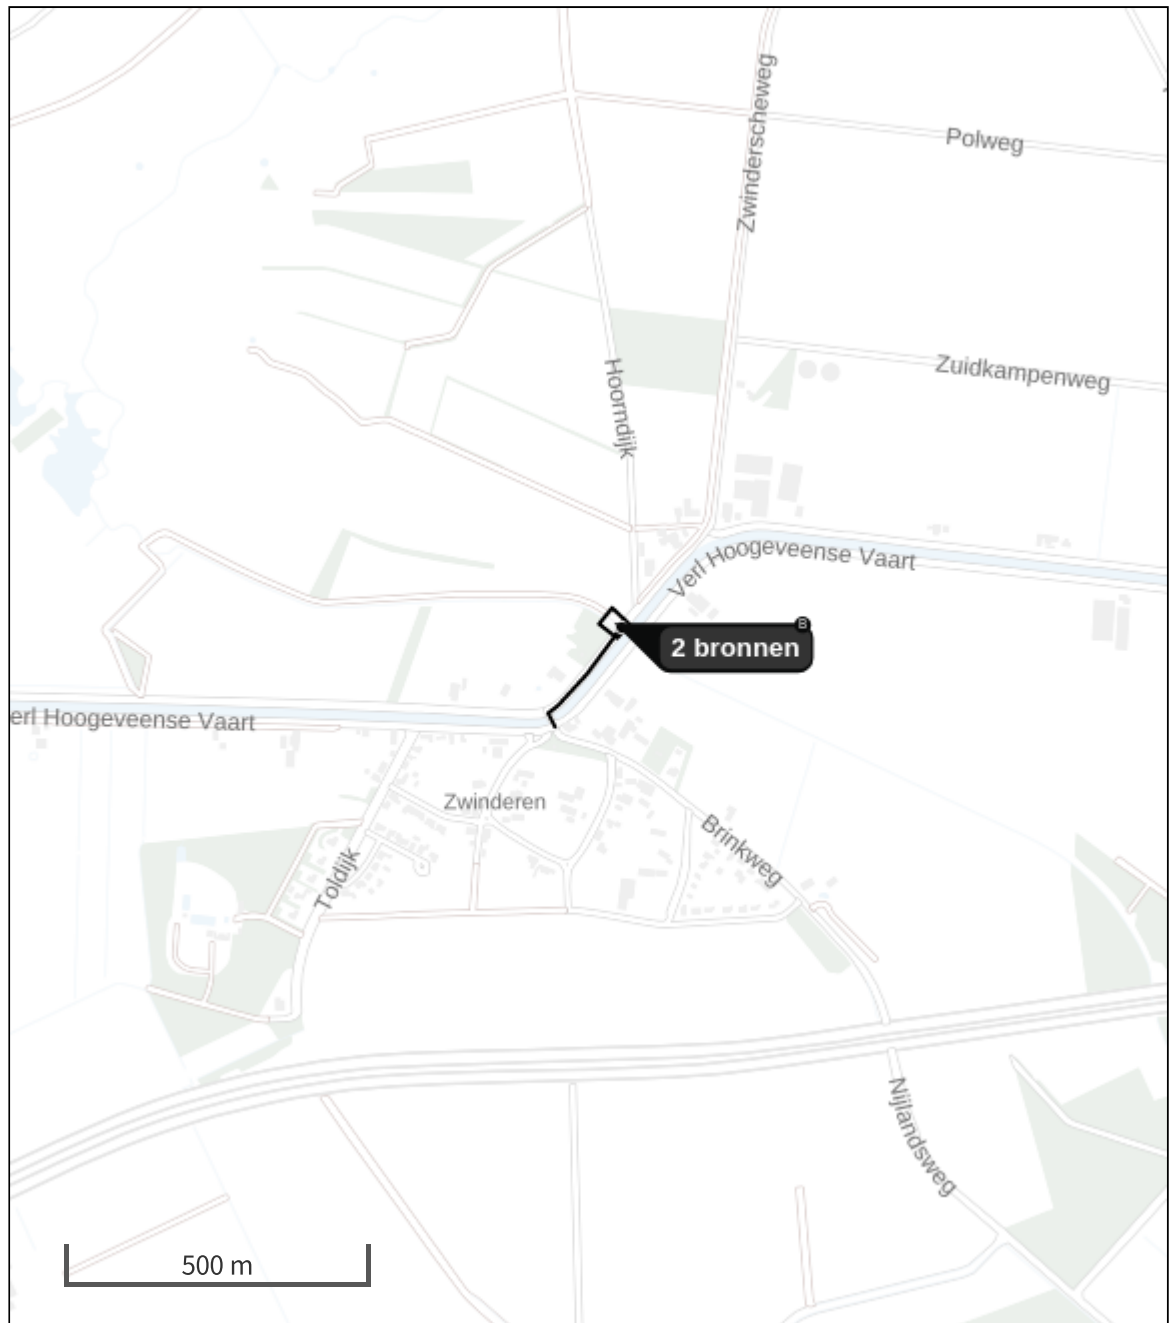 Zwinderscheweg
Polweg
Hoorndijk
Zuidkampenweg
Verl Hoogeveense Vaart
B
2 bronnen
erl Hoogeveense Vaart
Zwinderen
Toldijk
Brinkweg
Nijlandsweg
500 m